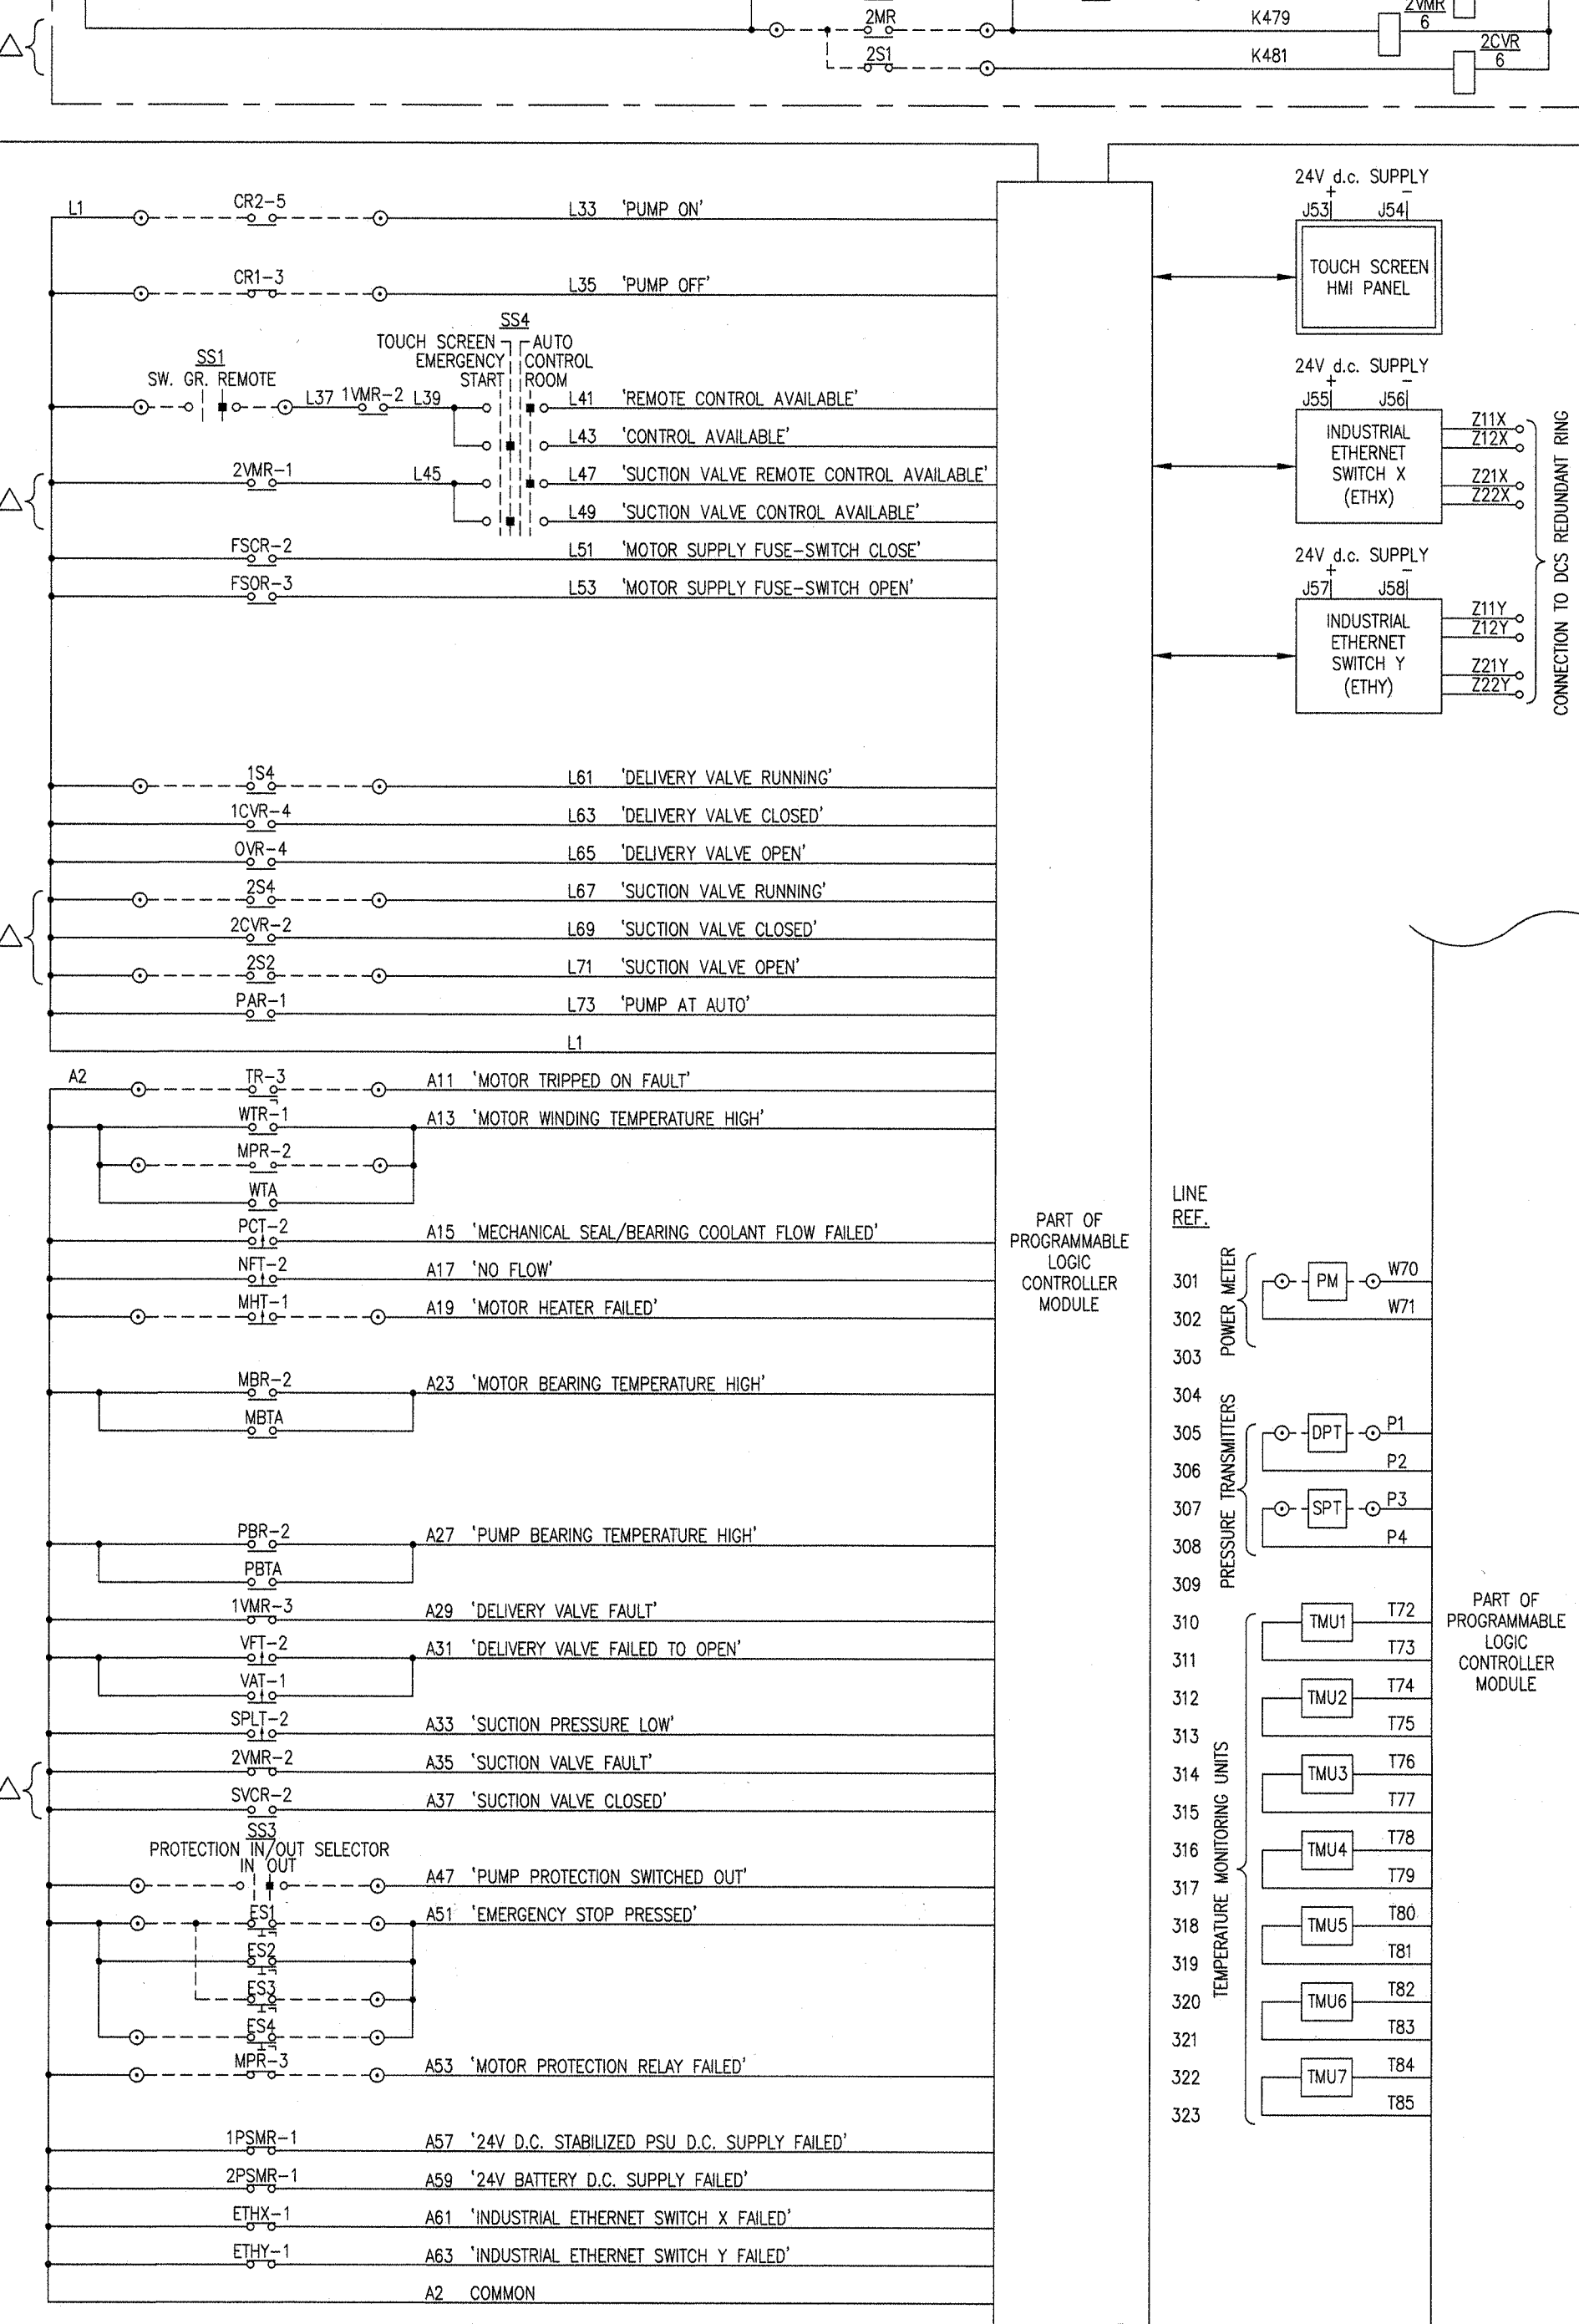 2MR
K479
2VMR
6
2S1
K481
2CVR
6
L1
CR2-5
L33 'PUMP ON'
CR1-3
L35 'PUMP OFF'
SS4
TOUCH SCREEN
EMERGENCY
START
AUTO
CONTROL
ROOM
SS1
SW. GR. REMOTE
L37 1VMR-2 L39
L41 'REMOTE CONTROL AVAILABLE'
L43 'CONTROL AVAILABLE'
2VMR-1
L45
L47 'SUCTION VALVE REMOTE CONTROL AVAILABLE'
L49 'SUCTION VALVE CONTROL AVAILABLE'
FSCR-2
L51 'MOTOR SUPPLY FUSE-SWITCH CLOSE'
FSOR-3
L53 'MOTOR SUPPLY FUSE-SWITCH OPEN'
1S4
L61 'DELIVERY VALVE RUNNING'
1CVR-4
L63 'DELIVERY VALVE CLOSED'
OVR-4
L65 'DELIVERY VALVE OPEN'
2S4
L67 'SUCTION VALVE RUNNING'
2CVR-2
L69 'SUCTION VALVE CLOSED'
2S2
L71 'SUCTION VALVE OPEN'
PAR-1
L73 'PUMP AT AUTO'
L1
A2
TR-3
A11 'MOTOR TRIPPED ON FAULT'
WTR-1
A13 'MOTOR WINDING TEMPERATURE HIGH'
MPR-2
WTA
PCT-2
A15 'MECHANICAL SEAL/BEARING COOLANT FLOW FAILED'
NFT-2
A17 'NO FLOW'
MHT-1
A19 'MOTOR HEATER FAILED'
MBR-2
A23 'MOTOR BEARING TEMPERATURE HIGH'
MBTA
PBR-2
A27 'PUMP BEARING TEMPERATURE HIGH'
PBTA
1VMR-3
A29 'DELIVERY VALVE FAULT'
VFT-2
A31 'DELIVERY VALVE FAILED TO OPEN'
VAT-1
SPLT-2
A33 'SUCTION PRESSURE LOW'
2VMR-2
A35 'SUCTION VALVE FAULT'
SVCR-2
A37 'SUCTION VALVE CLOSED'
SS3
PROTECTION IN/OUT SELECTOR
IN OUT
A47 'PUMP PROTECTION SWITCHED OUT'
ES1
A51 'EMERGENCY STOP PRESSED'
ES2
ES3
ES4
MPR-3
A53 'MOTOR PROTECTION RELAY FAILED'
1PSMR-1
A57 '24V D.C. STABILIZED PSU D.C. SUPPLY FAILED'
2PSMR-1
A59 '24V BATTERY D.C. SUPPLY FAILED'
ETHX-1
A61 'INDUSTRIAL ETHERNET SWITCH X FAILED'
ETHY-1
A63 'INDUSTRIAL ETHERNET SWITCH Y FAILED'
A2 COMMON
PART OF
PROGRAMMABLE
LOGIC
CONTROLLER
MODULE
24V d.c. SUPPLY
+ −
J53 J54
TOUCH SCREEN
HMI PANEL
24V d.c. SUPPLY
+ −
J55 J56
INDUSTRIAL
ETHERNET
SWITCH X
(ETHX)
Z11X
Z12X
Z21X
Z22X
24V d.c. SUPPLY
+ −
J57 J58
INDUSTRIAL
ETHERNET
SWITCH Y
(ETHY)
Z11Y
Z12Y
Z21Y
Z22Y
CONNECTION TO DCS REDUNDANT RING
LINE
REF.
301
302
303
304
305
306
307
308
309
310
311
312
313
314
315
316
317
318
319
320
321
322
323
POWER METER
PM
W70
W71
PRESSURE TRANSMITTERS
DPT
P1
P2
SPT
P3
P4
TEMPERATURE MONITORING UNITS
TMU1
T72
T73
TMU2
T74
T75
TMU3
T76
T77
TMU4
T78
T79
TMU5
T80
T81
TMU6
T82
T83
TMU7
T84
T85
PART OF
PROGRAMMABLE
LOGIC
CONTROLLER
MODULE